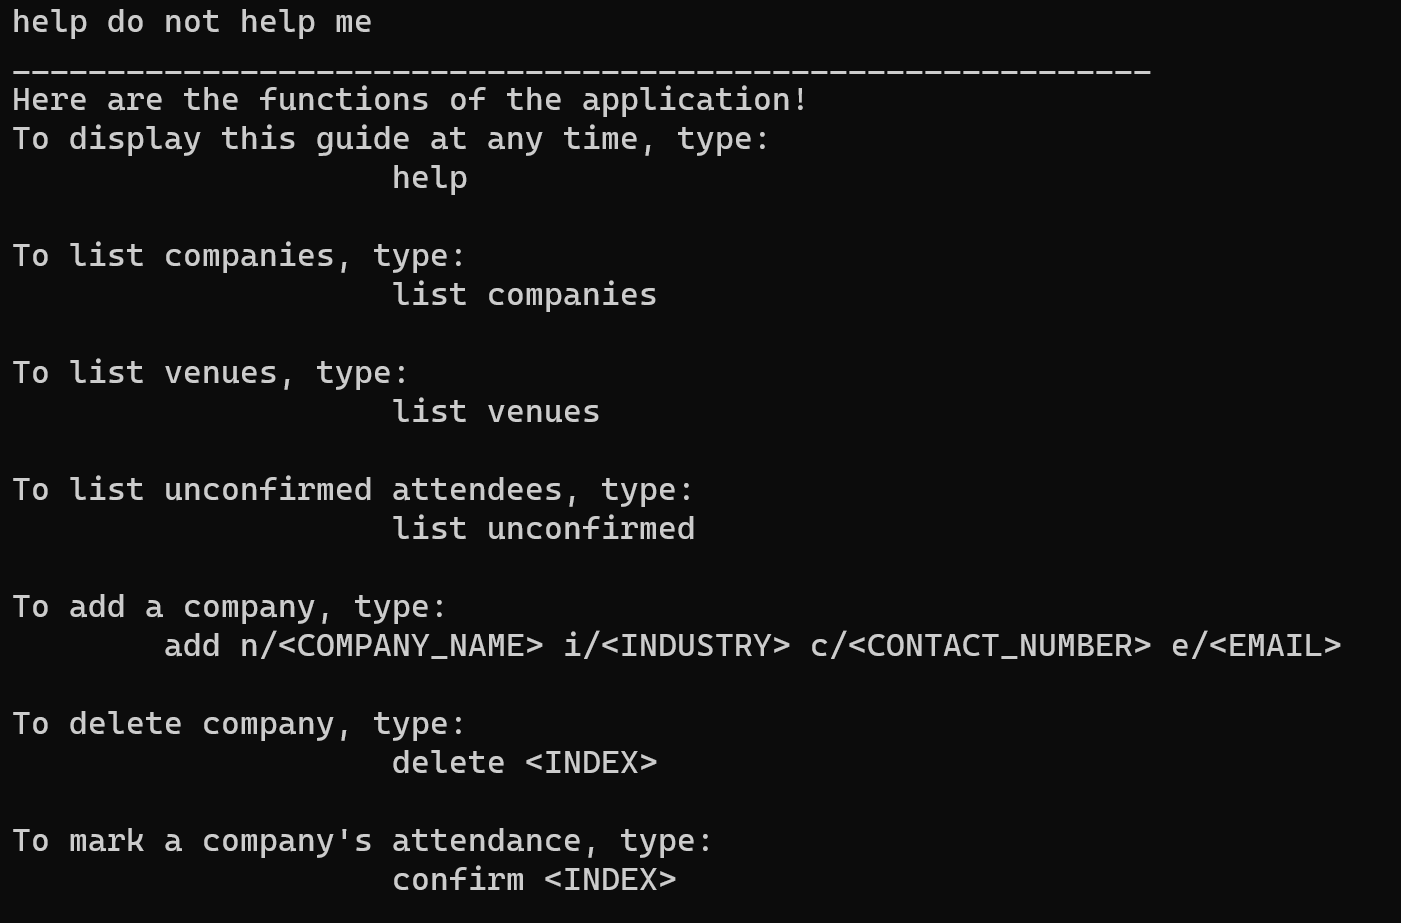 help do not help me
____________________________________________________________
Here are the functions of the application!
To display this guide at any time, type:
help
To list companies, type:
list companies
To list venues, type:
list venues
To list unconfirmed attendees, type:
list unconfirmed
To add a company, type:
add n/<COMPANY_NAME> i/<INDUSTRY> c/<CONTACT_NUMBER> e/<EMAIL>
To delete company, type:
delete <INDEX>
To mark a company's attendance, type:
confirm <INDEX>